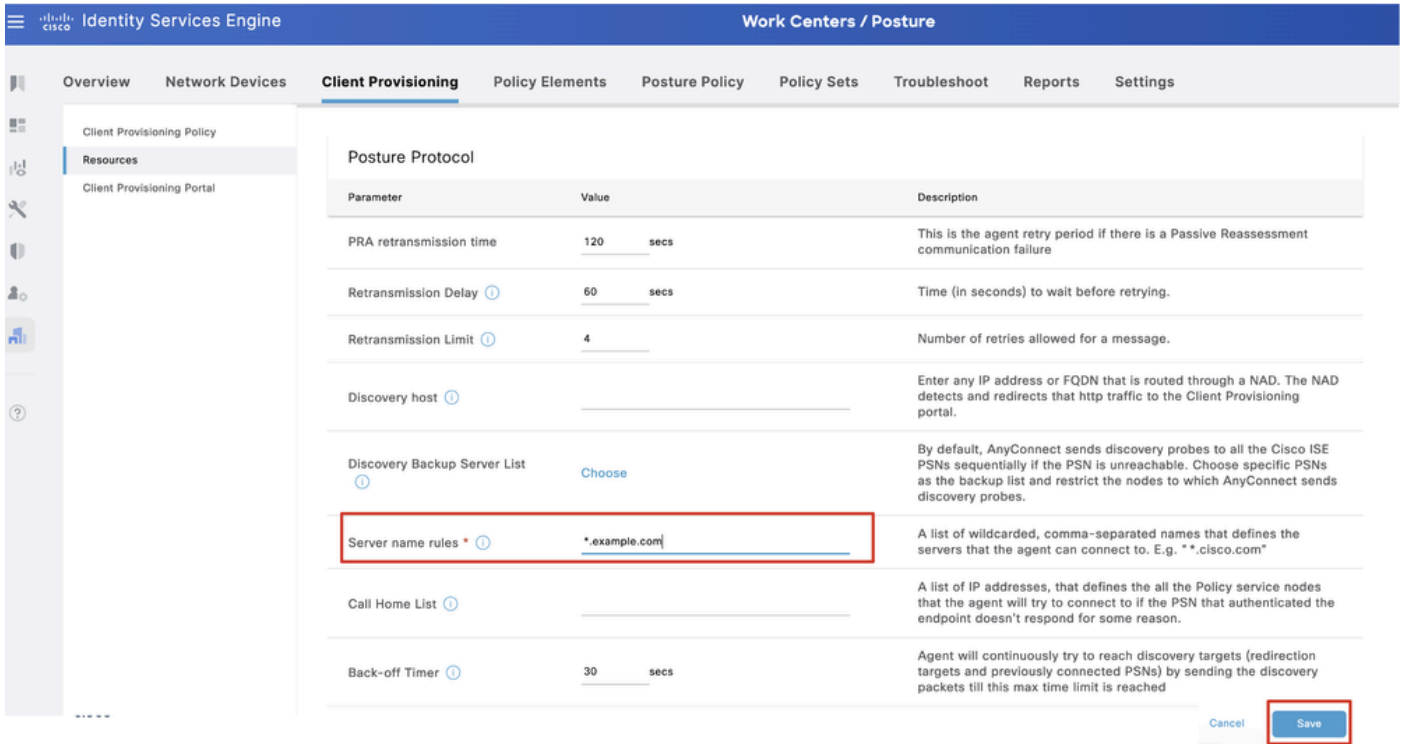 cisco Identity Services Engine
Work Centers / Posture
Overview Network Devices Client Provisioning Policy Elements Posture Policy Policy Sets Troubleshoot Reports Settings
Client Provisioning Policy
Resources
Client Provisioning Portal
Posture Protocol
Parameter Value Description
PRA retransmission time 120 secs
This is the agent retry period if there is a Passive Reassessment
communication failure
Retransmission Delay 60 secs Time (in seconds) to wait before retrying.
Retransmission Limit 4 Number of retries allowed for a message.
Discovery host
Enter any IP address or FQDN that is routed through a NAD. The NAD
detects and redirects that http traffic to the Client Provisioning
portal.
Discovery Backup Server List
Choose
By default, AnyConnect sends discovery probes to all the Cisco ISE
PSNs sequentially if the PSN is unreachable. Choose specific PSNs
as the backup list and restrict the nodes to which AnyConnect sends
discovery probes.
Server name rules * *.example.com
A list of wildcarded, comma-separated names that defines the
servers that the agent can connect to. E.g. "*.cisco.com"
Call Home List
A list of IP addresses, that defines the all the Policy service nodes
that the agent will try to connect to if the PSN that authenticated the
endpoint doesn't respond for some reason.
Back-off Timer 30 secs
Agent will continuously try to reach discovery targets (redirection
targets and previously connected PSNs) by sending the discovery
packets till this max time limit is reached
Cancel Save